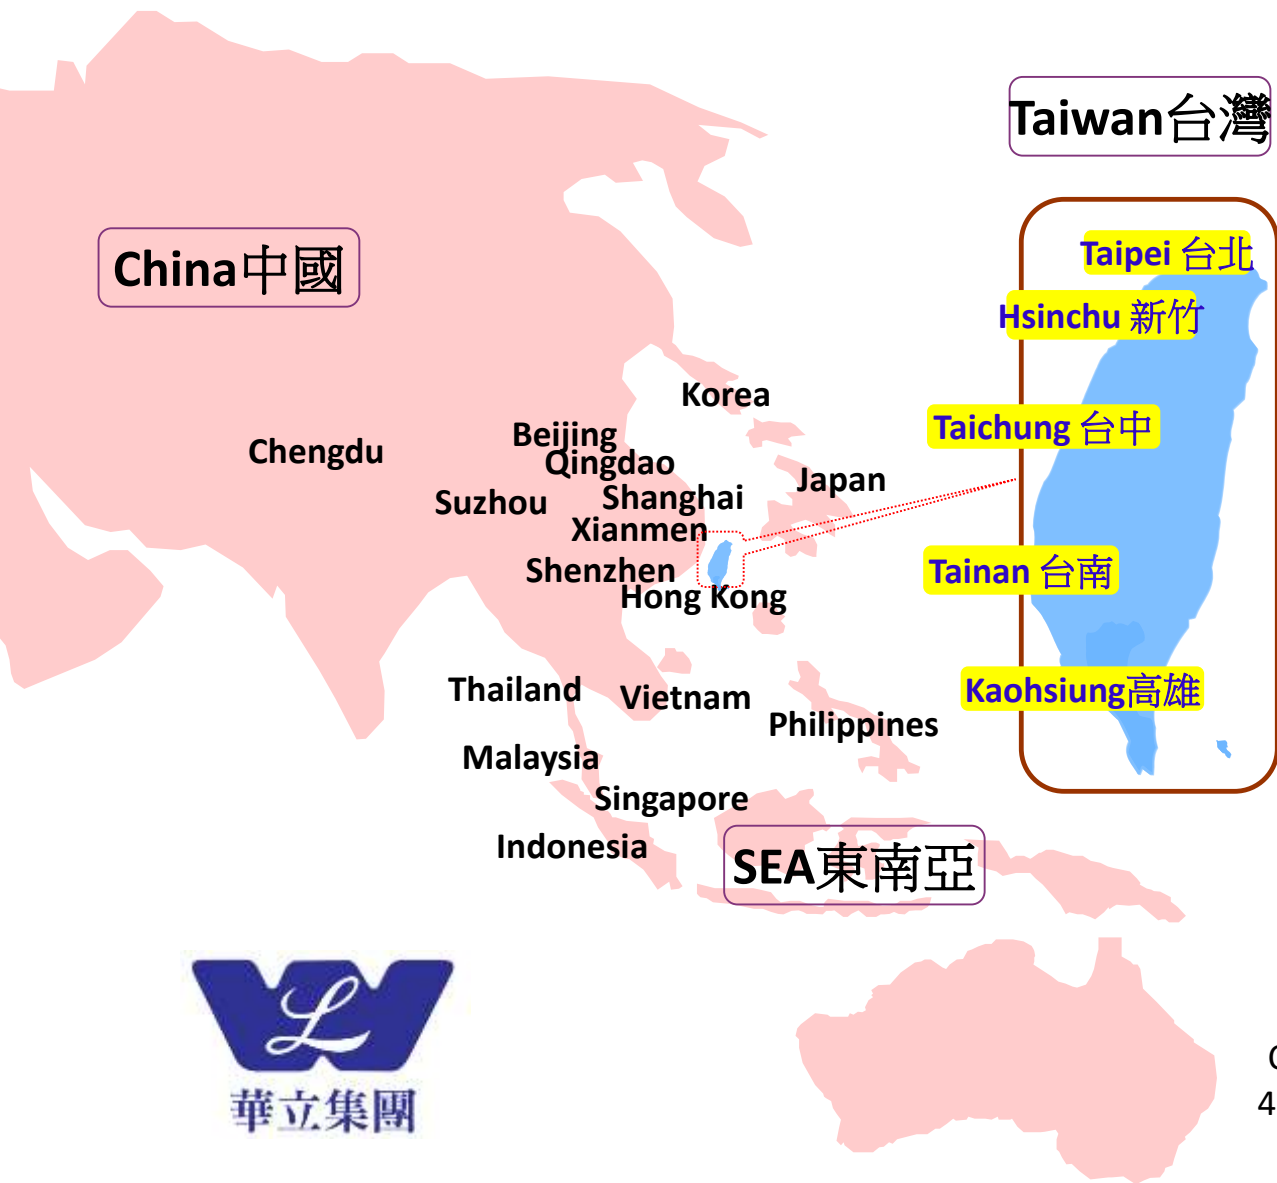 Taiwan台灣
China中國
Taipei 台北
Hsinchu 新竹
Korea
Taichung 台中
Beijing
Chengdu
Qingdao
Japan
Suzhou
Shanghai
Xianmen
Shenzhen
Tainan 台南
Hong Kong
Thailand
Vietnam
Kaohsiung高雄
Philippines
Malaysia
Singapore
Indonesia
SEA東南亞
L
華立集團
4